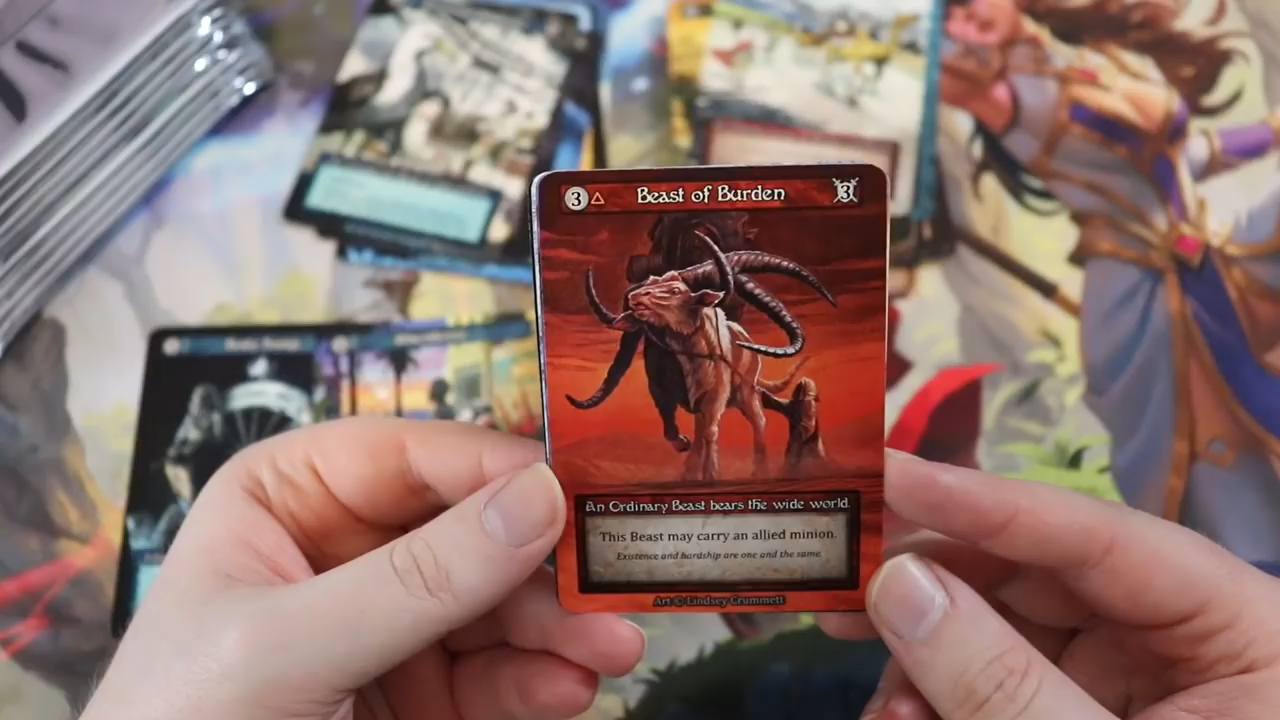 3 Beast of Burden 3
An Ordinary Beast bears the wide world.
This Beast may carry an allied minion.
Existence and hardship are one and the same.
Art © Lindsey Crummett